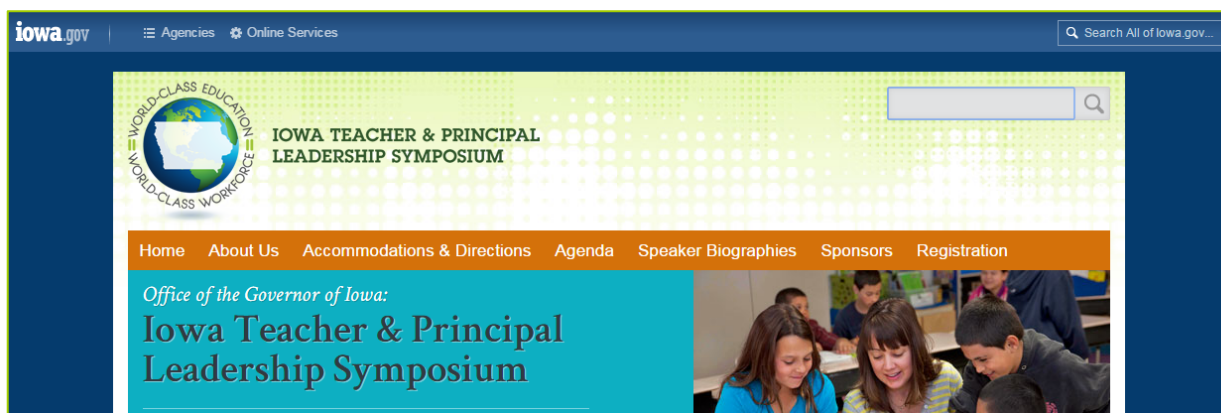 iowa.gov
Agencies
Online Services
Search All of Iowa.gov...
WORLD-CLASS EDUCATION
WORLD-CLASS WORKFORCE
IOWA TEACHER & PRINCIPAL
LEADERSHIP SYMPOSIUM
Home About Us Accommodations & Directions Agenda Speaker Biographies Sponsors Registration
Office of the Governor of Iowa:
Iowa Teacher & Principal
Leadership Symposium